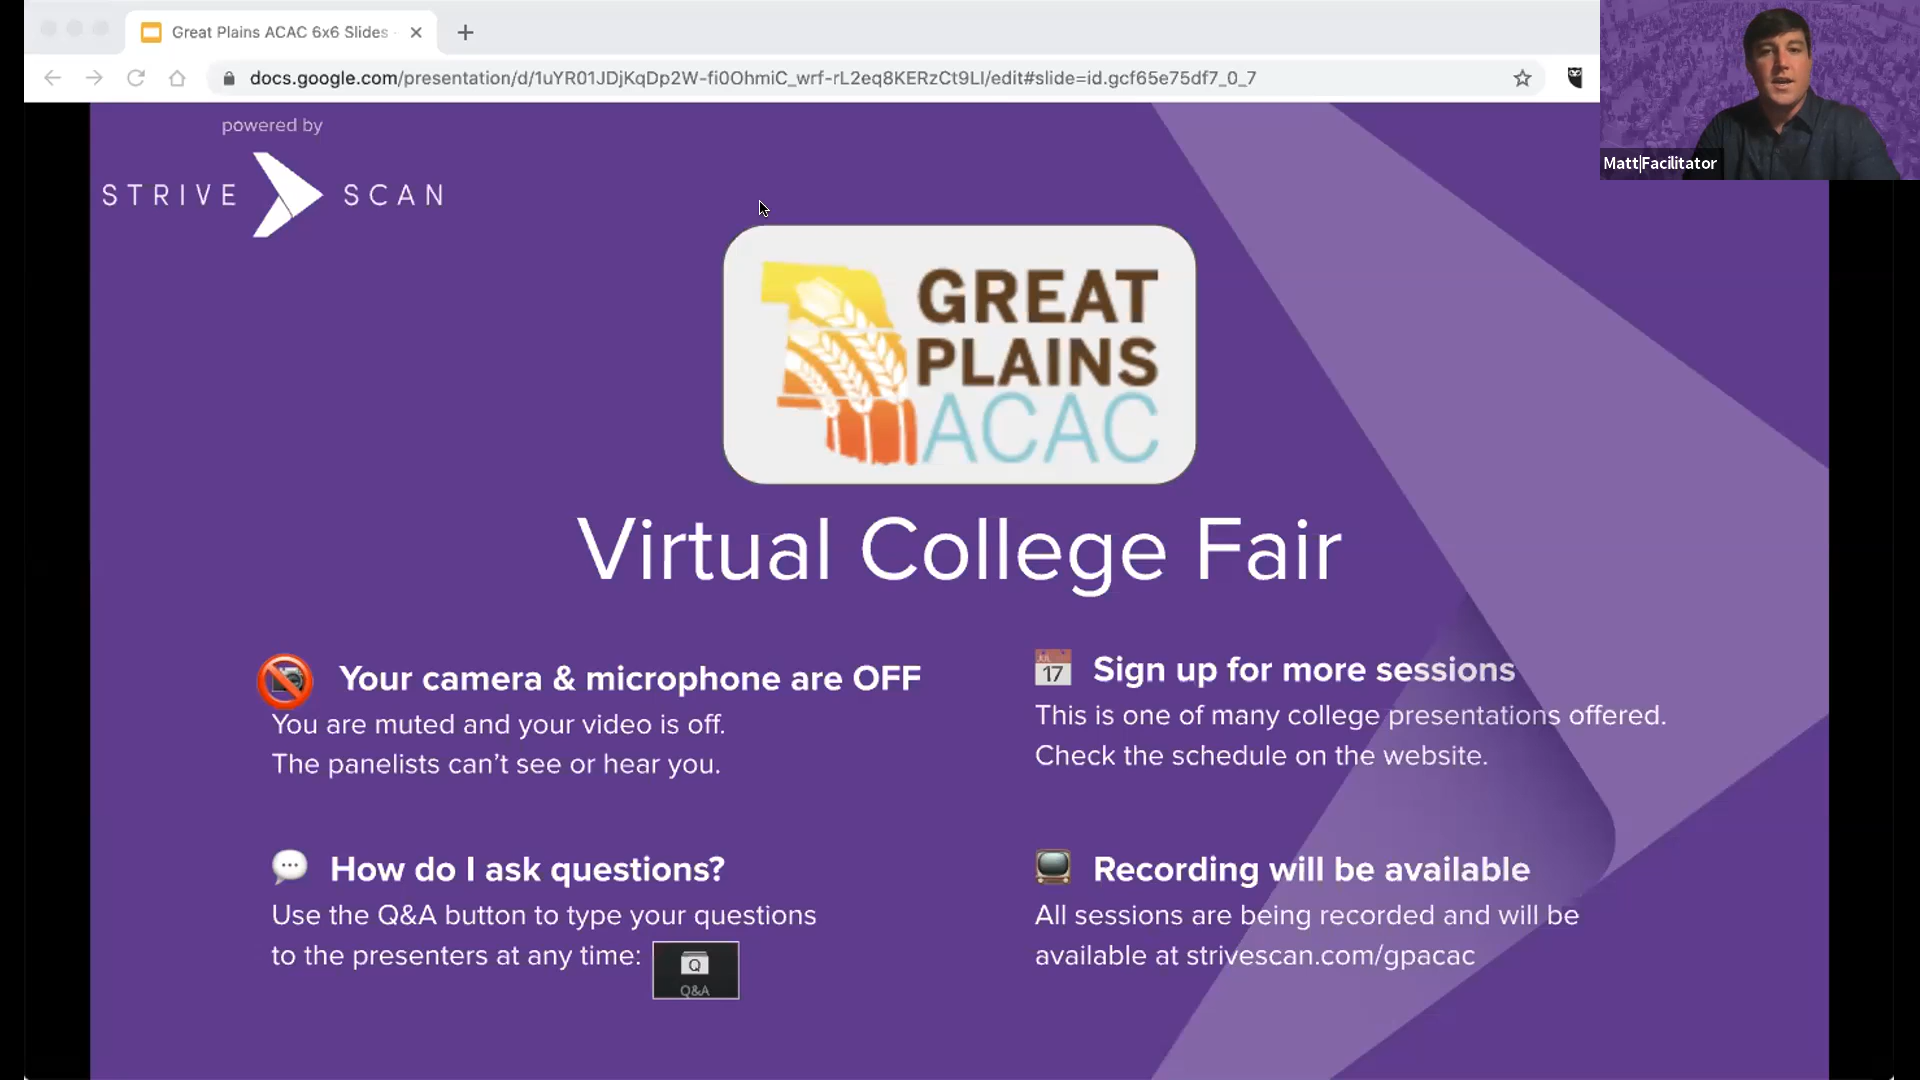 Great Plains ACAC 6x6 Slides
docs.google.com/presentation/d/1uYR01JDjKqDp2W-fi0OhmiC_wrf-rL2eq8KERzCt9LI/edit#slide=id.gcf65e75df7_0_7
Matt|Facilitator
powered by
STRIVE SCAN
GREAT
PLAINS
ACAC
Virtual College Fair
Your camera & microphone are OFF
You are muted and your video is off.
The panelists can’t see or hear you.
JUL
17
Sign up for more sessions
This is one of many college presentations offered.
Check the schedule on the website.
How do I ask questions?
Use the Q&A button to type your questions
to the presenters at any time:
Q
Q&A
Recording will be available
All sessions are being recorded and will be
available at strivescan.com/gpacac